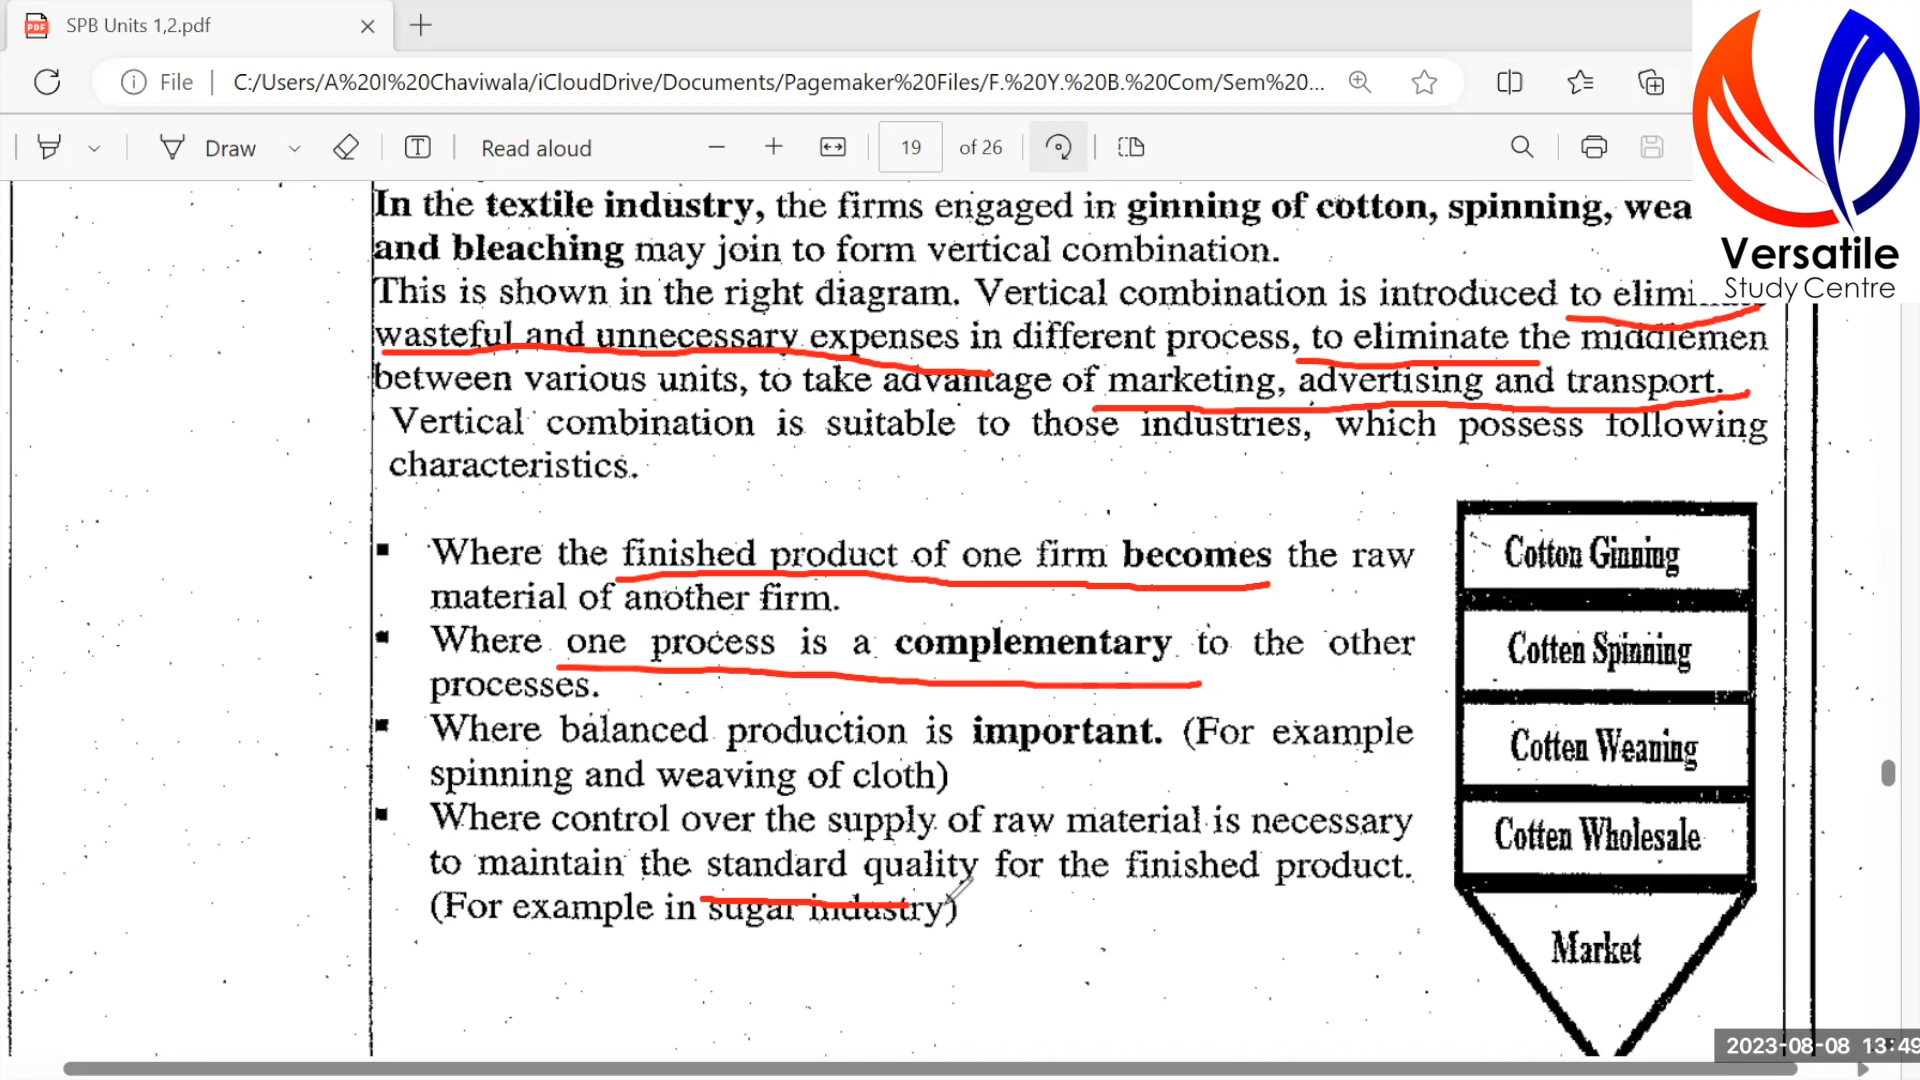 SPB Units 1,2.pdf
File
C:/Users/A%20I%20Chaviwala/iCloudDrive/Documents/Pagemaker%20Files/F.%20Y.%20B.%20Com/Sem%20...
Draw
Read aloud
19 of 26
Versatile
Study Centre
In the textile industry, the firms engaged in ginning of cotton, spinning, wea
and bleaching may join to form vertical combination.
This is shown in the right diagram. Vertical combination is introduced to elimi
wasteful and unnecessary expenses in different process, to eliminate the middlemen
between various units, to take advantage of marketing, advertising and transport.
Vertical combination is suitable to those industries, which possess following
characteristics.
▪ Where the finished product of one firm becomes the raw
material of another firm.
▪ Where one process is a complementary to the other
processes.
▪ Where balanced production is important. (For example
spinning and weaving of cloth)
▪ Where control over the supply of raw material is necessary
to maintain the standard quality for the finished product.
(For example in sugar industry)
Cotton Ginning
Cotten Spinning
Cotten Weaning
Cotten Wholesale
Market
2023-08-08 13:49